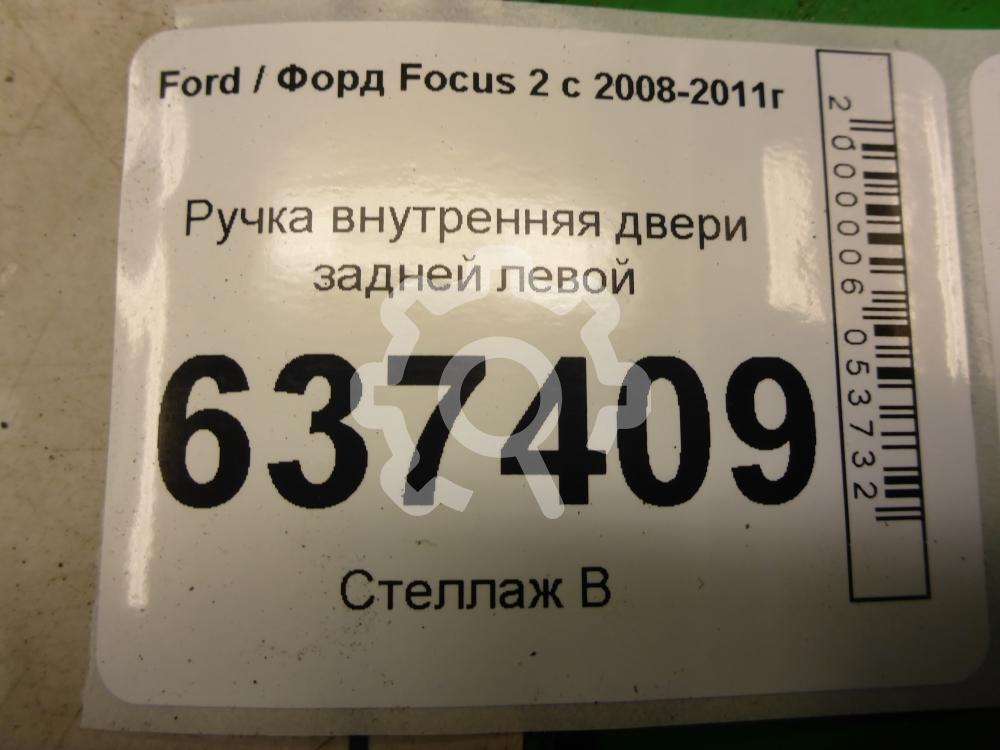 Ford / Форд Focus 2 с 2008-2011г
Ручка внутренняя двери
задней левой
637409
Стеллаж В
2000006053732